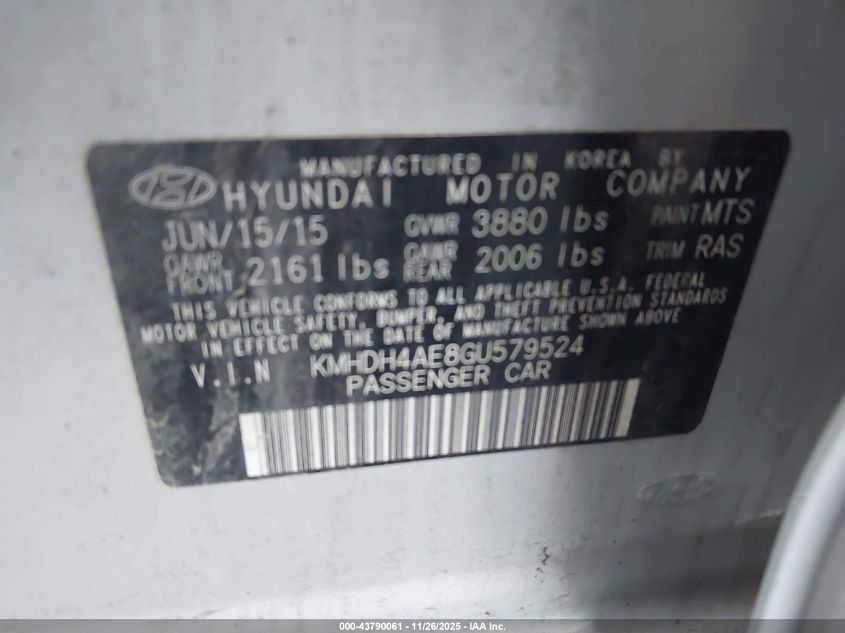 MANUFACTURED IN KOREA BY
HYUNDAI MOTOR COMPANY
JUN/15/15 GVWR 3880 lbs PAINT MTS
GAWR FRONT 2161 lbs GAWR REAR 2006 lbs TRIM RAS
THIS VEHICLE CONFORMS TO ALL APPLICABLE U.S.A. FEDERAL
MOTOR VEHICLE SAFETY, BUMPER, AND THEFT PREVENTION STANDARDS
IN EFFECT ON THE DATE OF MANUFACTURE SHOWN ABOVE
V.I.N KMHDH4AE8GU579524
PASSENGER CAR
000-43790061 - 11/26/2025 - IAA Inc.